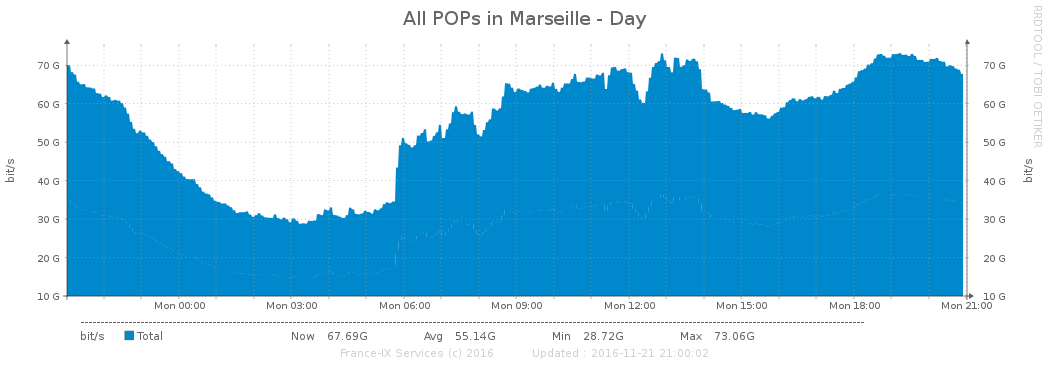 All POPs in Marseille - Day
RRDTOOL / TOBI OETIKER
bit/s
70 G 70 G
60 G 60 G
50 G 50 G
40 G 40 G
30 G 30 G
20 G 20 G
10 G 10 G
bit/s
Mon 00:00 Mon 03:00 Mon 06:00 Mon 09:00 Mon 12:00 Mon 15:00 Mon 18:00 Mon 21:00
bit/s Total Now 67.69G Avg 55.14G Min 28.72G Max 73.06G
France-IX Services (c) 2016 Updated : 2016-11-21 21:00:02